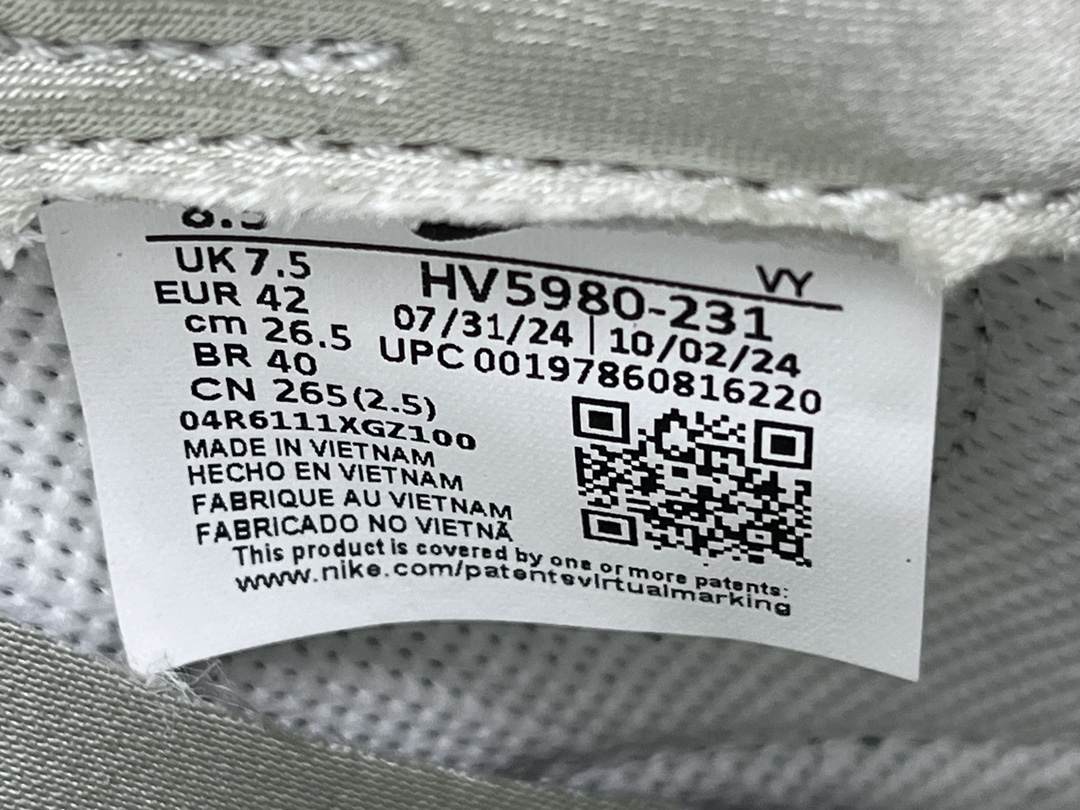 8.5
VY
UK 7.5
HV5980-231
EUR 42
07/31/24 | 10/02/24
cm 26.5
UPC 00197860816220
BR 40
CN 265(2.5)
04R6111XGZ100
MADE IN VIETNAM
HECHO EN VIETNAM
FABRIQUE AU VIETNAM
FABRICADO NO VIETNÃ
This product is covered by one or more patents:
www.nike.com/patentsvirtualmarking